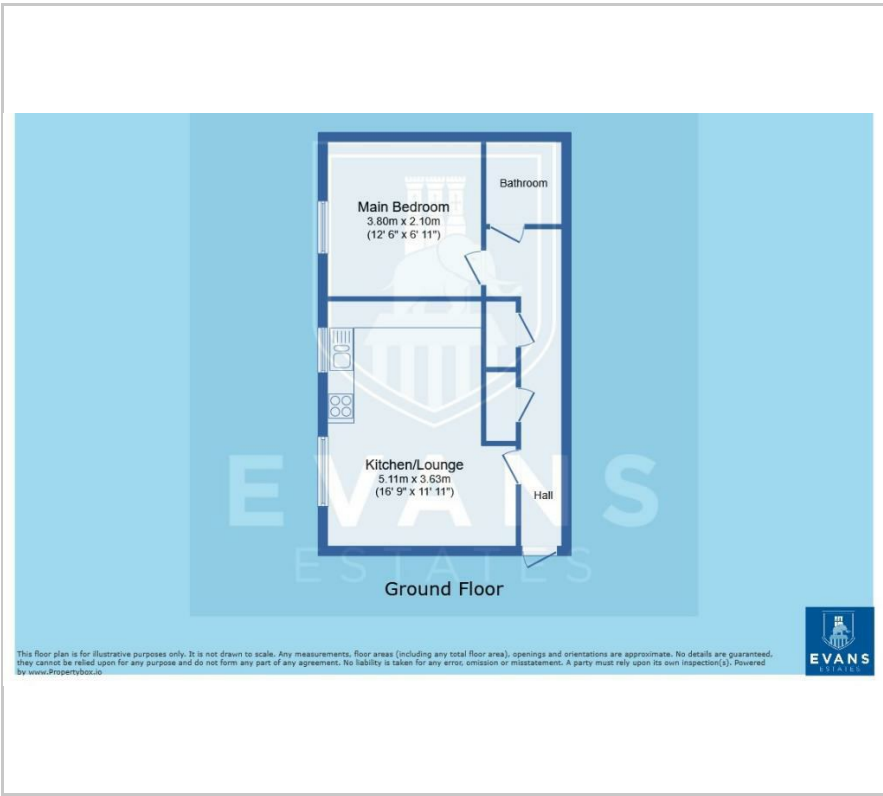 Bathroom
Main Bedroom
3.80m x 2.10m
(12' 6" x 6' 11")
Kitchen/Lounge
5.11m x 3.63m
(16' 9" x 11' 11")
Hall
EVANS
ESTATES
Ground Floor
This floor plan is for illustrative purposes only. It is not drawn to scale. Any measurements, floor areas (including any total floor area), openings and orientations are approximate. No details are guaranteed,
they cannot be relied upon for any purpose and do not form any part of any agreement. No liability is taken for any error, omission or misstatement. A party must rely upon its own inspection(s). Powered
by www.Propertybox.io
EVANS
ESTATES